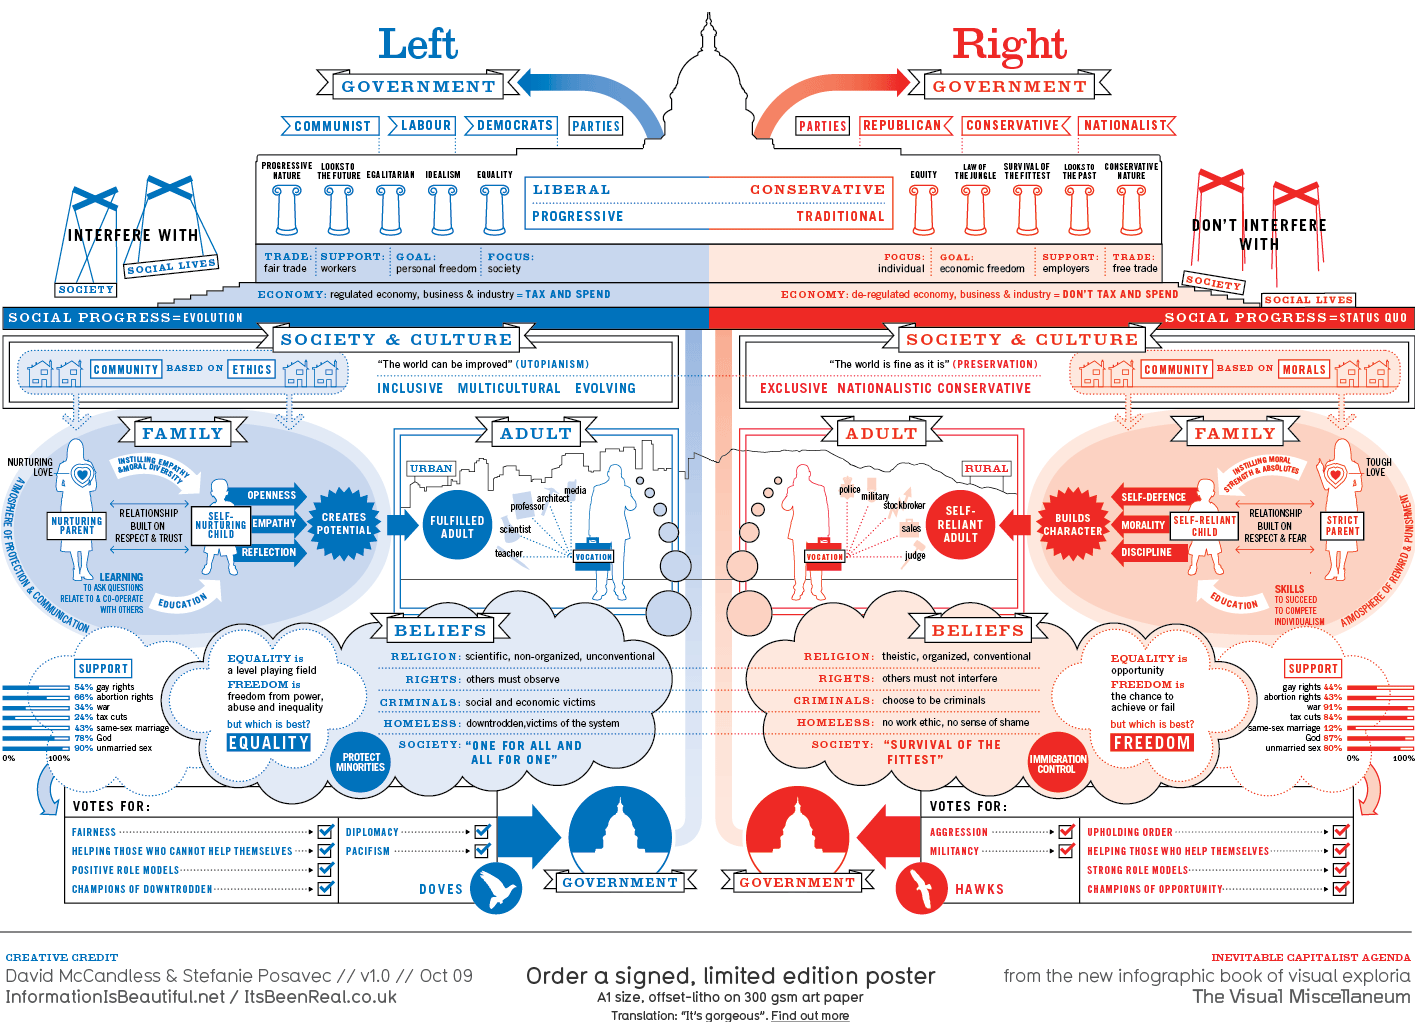 Left
Right
GOVERNMENT
GOVERNMENT
COMMUNIST
LABOUR
DEMOCRATS
PARTIES
PARTIES
REPUBLICAN
CONSERVATIVE
NATIONALIST
PROGRESSIVE
NATURE
LOOKS TO
THE FUTURE
EGALITARIAN
IDEALISM
EQUALITY
LIBERAL
CONSERVATIVE
PROGRESSIVE
TRADITIONAL
EQUITY
LAW OF
THE JUNGLE
SURVIVAL OF
THE FITTEST
LOOKS TO
THE PAST
CONSERVATIVE
NATURE
INTERFERE WITH
SOCIETY
SOCIAL LIVES
DON'T INTERFERE
WITH
SOCIETY
SOCIAL LIVES
TRADE:
fair trade
SUPPORT:
workers
GOAL:
personal freedom
FOCUS:
society
FOCUS:
individual
GOAL:
economic freedom
SUPPORT:
employers
TRADE:
free trade
ECONOMY: regulated economy, business & industry = TAX AND SPEND
ECONOMY: de-regulated economy, business & industry = DON'T TAX AND SPEND
SOCIAL PROGRESS = EVOLUTION
SOCIAL PROGRESS = STATUS QUO
SOCIETY & CULTURE
COMMUNITY BASED ON ETHICS
"The world can be improved" (UTOPIANISM)
INCLUSIVE MULTICULTURAL EVOLVING
SOCIETY & CULTURE
"The world is fine as it is" (PRESERVATION)
EXCLUSIVE NATIONALISTIC CONSERVATIVE
COMMUNITY BASED ON MORALS
FAMILY
NURTURING
LOVE
INSTILLING EMPATHY
& MORAL DIVERSITY
NURTURING
PARENT
RELATIONSHIP
BUILT ON
RESPECT & TRUST
SELF-
NURTURING
CHILD
OPENNESS
EMPATHY
REFLECTION
CREATES
POTENTIAL
LEARNING
TO ASK QUESTIONS
RELATE TO & CO-OPERATE
WITH OTHERS
EDUCATION
ATMOSPHERE OF PROTECTION & COMMUNICATION
ADULT
URBAN
FULFILLED
ADULT
media
architect
professor
scientist
teacher
VOCATION
ADULT
RURAL
police
military
stockbroker
sales
judge
VOCATION
SELF-
RELIANT
ADULT
FAMILY
BUILDS
CHARACTER
SELF-DEFENCE
MORALITY
DISCIPLINE
INSTILLING MORAL
STRENGTH & ABSOLUTES
TOUGH
LOVE
SELF-RELIANT
CHILD
RELATIONSHIP
BUILT ON
RESPECT & FEAR
STRICT
PARENT
EDUCATION
SKILLS
TO SUCCEED
TO COMPETE
INDIVIDUALISM
ATMOSPHERE OF REWARD & PUNISHMENT
SUPPORT
54% gay rights
66% abortion rights
34% war
24% tax cuts
43% same-sex marriage
78% God
90% unmarried sex
0% 100%
EQUALITY is
a level playing field
FREEDOM is
freedom from power,
abuse and inequality
but which is best?
EQUALITY
PROTECT
MINORITIES
BELIEFS
RELIGION: scientific, non-organized, unconventional
RIGHTS: others must observe
CRIMINALS: social and economic victims
HOMELESS: downtrodden,victims of the system
SOCIETY: "ONE FOR ALL AND
ALL FOR ONE"
BELIEFS
RELIGION: theistic, organized, conventional
RIGHTS: others must not interfere
CRIMINALS: choose to be criminals
HOMELESS: no work ethic, no sense of shame
SOCIETY: "SURVIVAL OF THE
FITTEST"
IMMIGRATION
CONTROL
EQUALITY is
opportunity
FREEDOM is
the chance to
achieve or fail
but which is best?
FREEDOM
SUPPORT
gay rights 44%
abortion rights 43%
war 91%
tax cuts 84%
same-sex marriage 12%
God 87%
unmarried sex 80%
0% 100%
VOTES FOR:
FAIRNESS
HELPING THOSE WHO CANNOT HELP THEMSELVES
POSITIVE ROLE MODELS
CHAMPIONS OF DOWNTRODDEN
DIPLOMACY
PACIFISM
DOVES
GOVERNMENT
GOVERNMENT
HAWKS
VOTES FOR:
AGGRESSION
MILITANCY
UPHOLDING ORDER
HELPING THOSE WHO HELP THEMSELVES
STRONG ROLE MODELS
CHAMPIONS OF OPPORTUNITY
CREATIVE CREDIT
David McCandless & Stefanie Posavec // v1.0 // Oct 09
InformationIsBeautiful.net / ItsBeenReal.co.uk
Order a signed, limited edition poster
A1 size, offset-litho on 300 gsm art paper
Translation: "It's gorgeous". Find out more
INEVITABLE CAPITALIST AGENDA
from the new infographic book of visual exploria
The Visual Miscellaneum